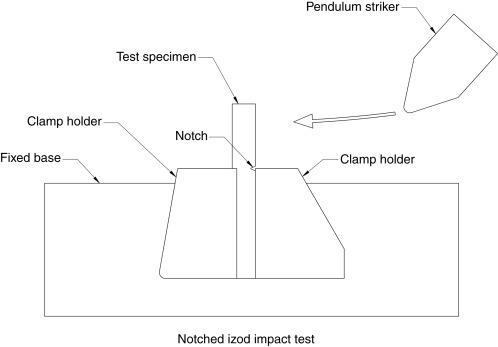 Pendulum striker
Test specimen
Clamp holder
Notch
Fixed base
Clamp holder
Notched izod impact test